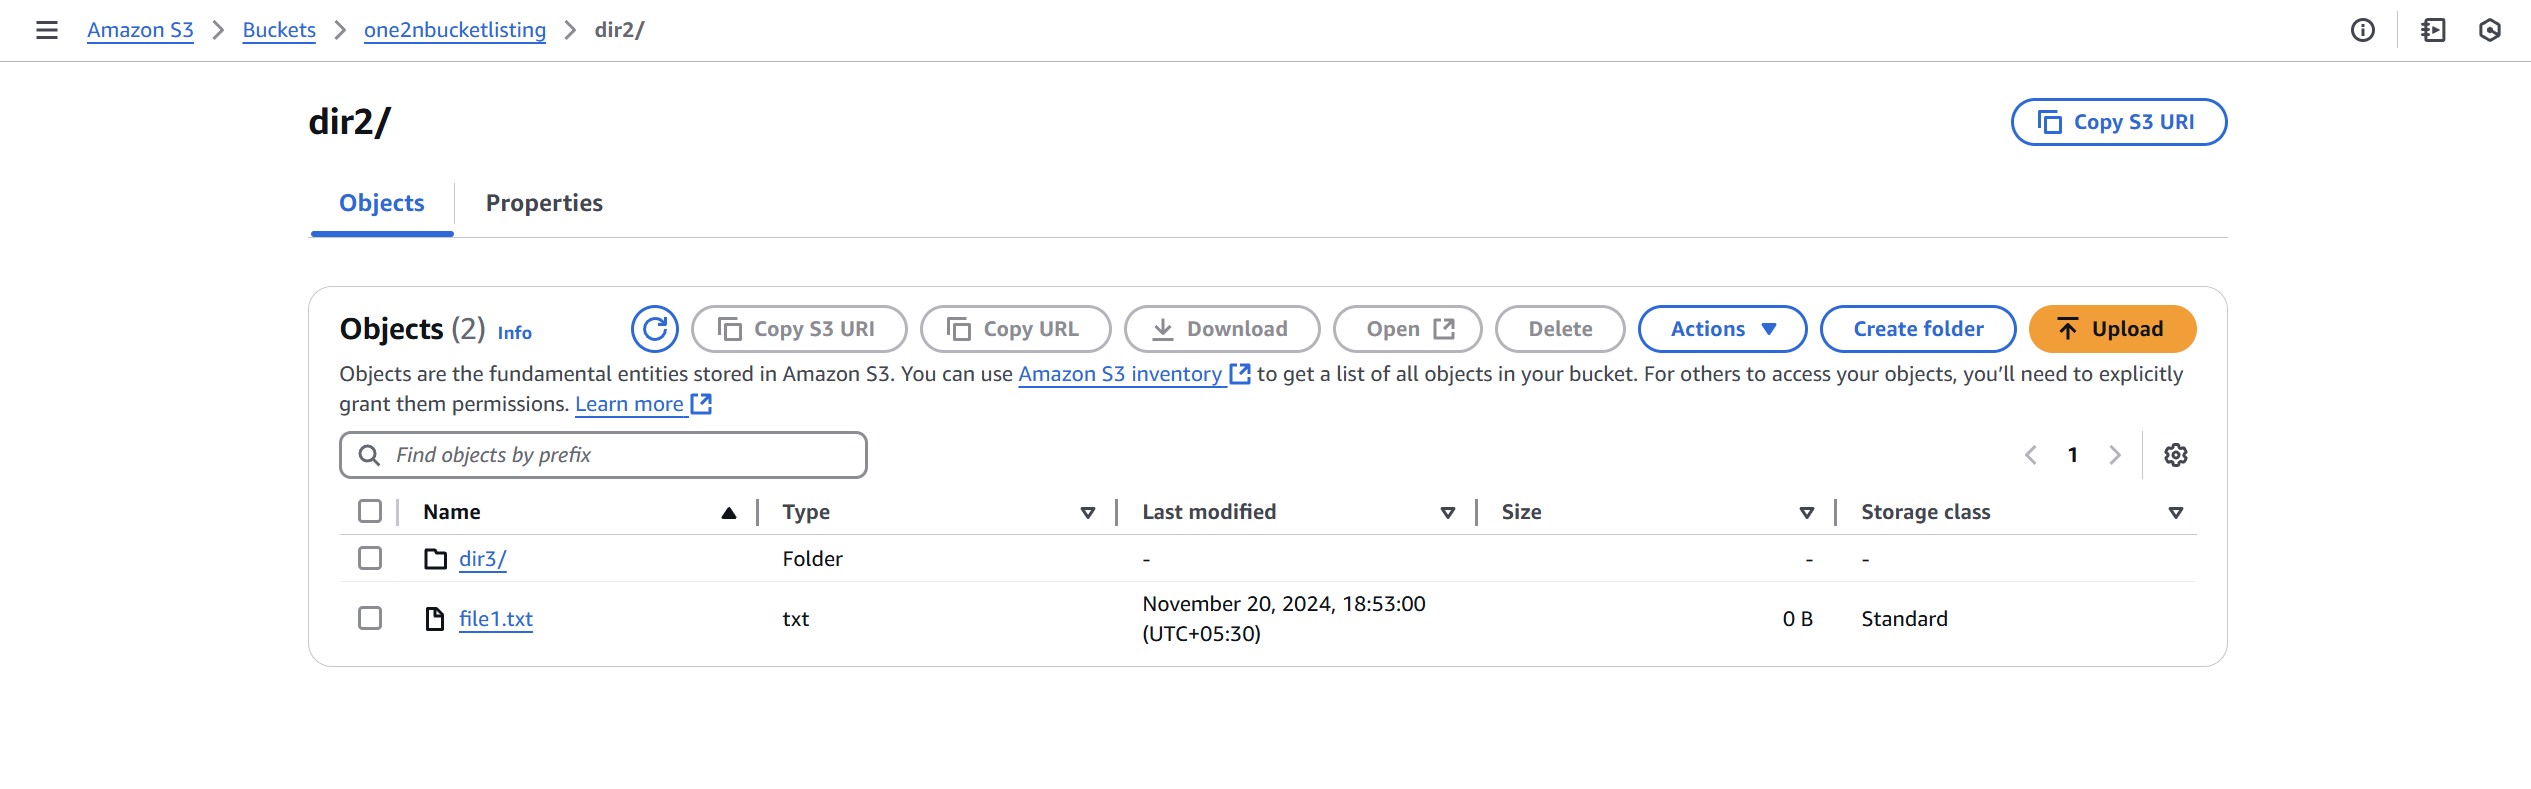 Amazon S3 > Buckets > one2nbucketlisting > dir2/
dir2/
Copy S3 URI
Objects
Properties
Objects (2) Info
Copy S3 URI
Copy URL
Download
Open
Delete
Actions
Create folder
Upload
Objects are the fundamental entities stored in Amazon S3. You can use Amazon S3 inventory to get a list of all objects in your bucket. For others to access your objects, you’ll need to explicitly
grant them permissions. Learn more
Find objects by prefix
1
Name Type Last modified Size Storage class
dir3/ Folder - - -
file1.txt txt November 20, 2024, 18:53:00 0 B Standard
(UTC+05:30)